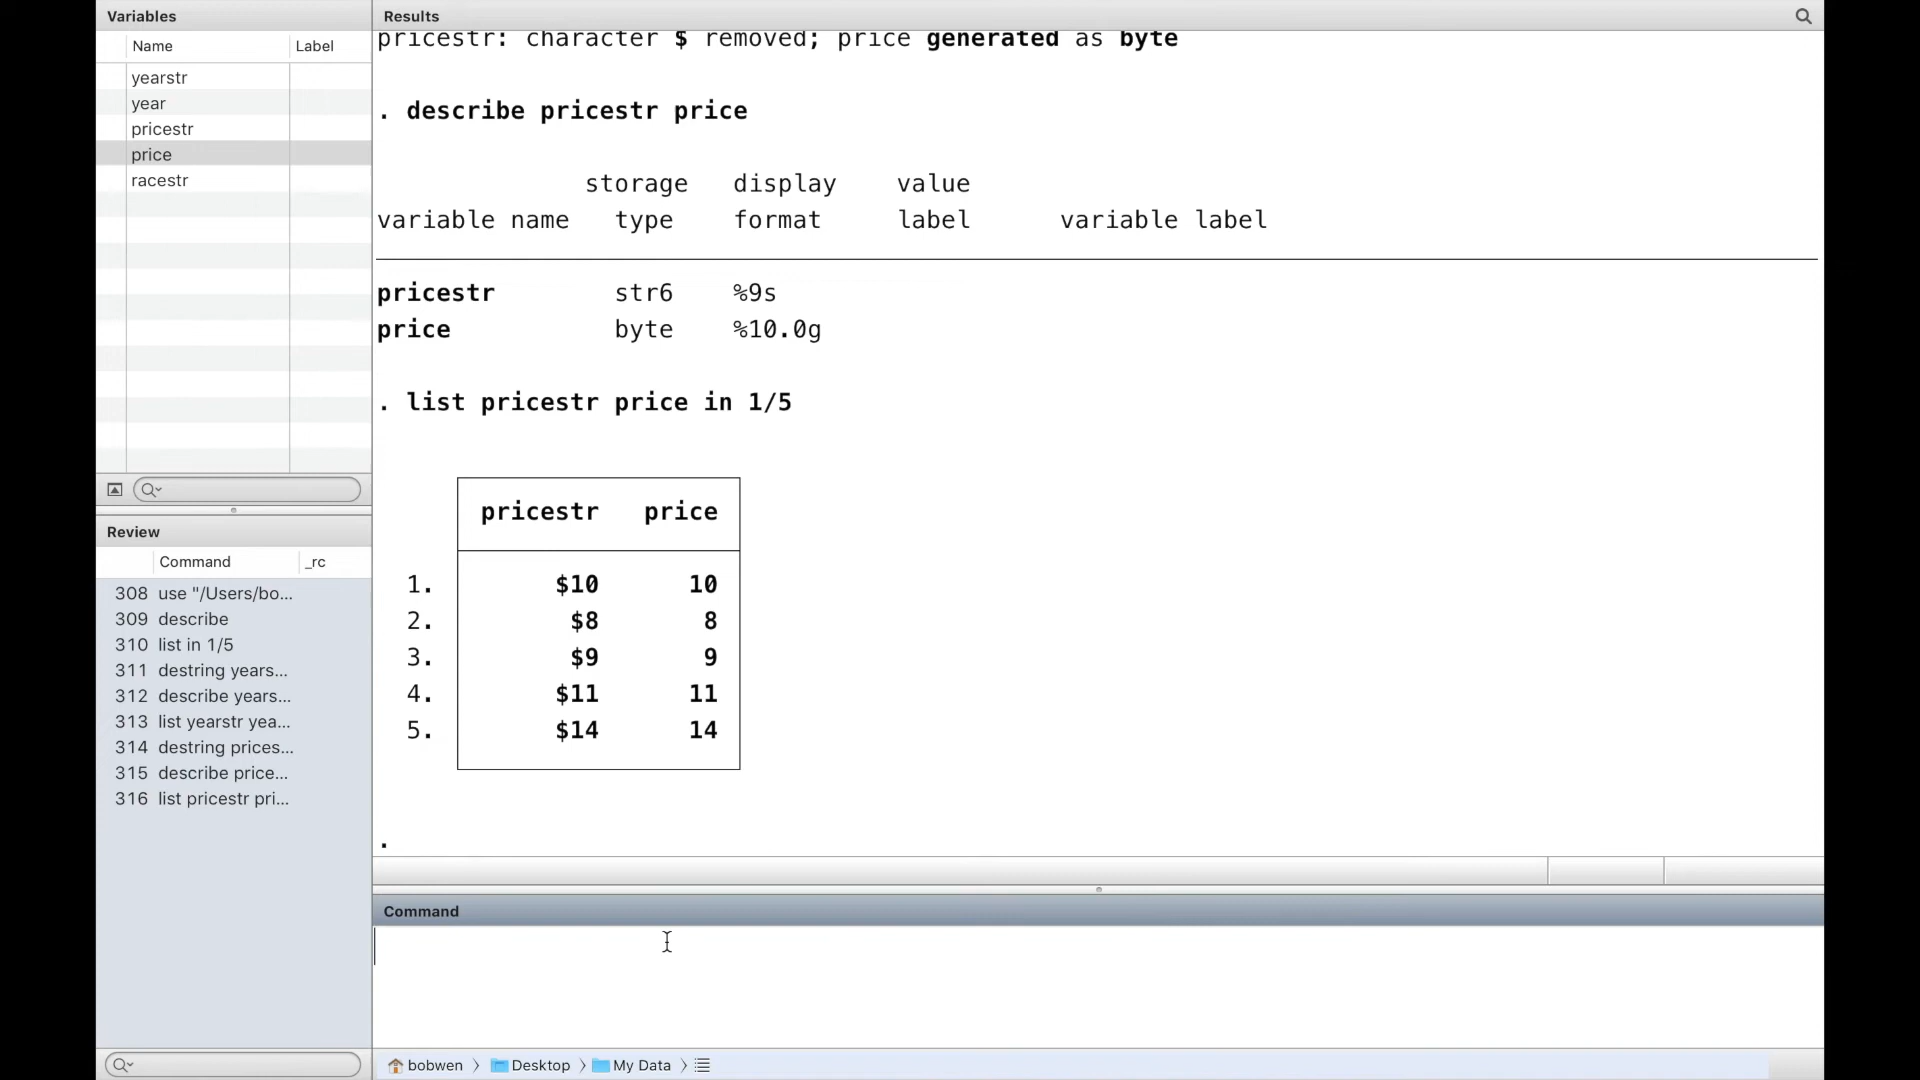 Variables
Name Label
yearstr
year
pricestr
price
racestr
Review
Command _rc
308 use "/Users/bo...
309 describe
310 list in 1/5
311 destring years...
312 describe years...
313 list yearstr yea...
314 destring prices...
315 describe price...
316 list pricestr pri...
Results
pricestr: character $ removed; price generated as byte
. describe pricestr price
storage display value
variable name type format label variable label
pricestr str6 %9s
price byte %10.0g
. list pricestr price in 1/5
pricestr price
1. $10 10
2. $8 8
3. $9 9
4. $11 11
5. $14 14
.
Command
bobwen Desktop My Data